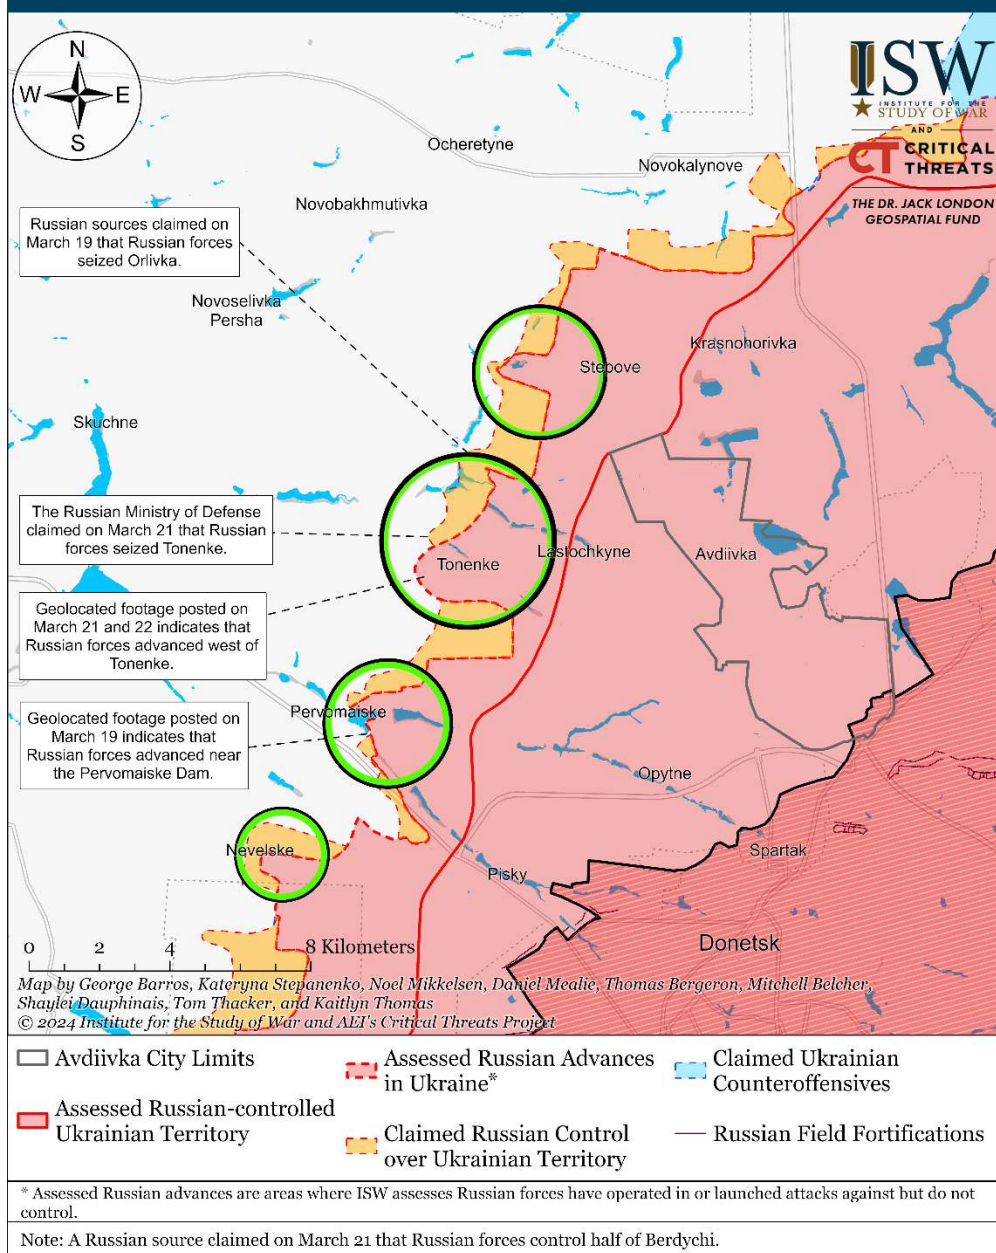 N
W E
S
ISW
INSTITUTE FOR THE
STUDY OF WAR
AND
CT CRITICAL
THREATS
THE DR. JACK LONDON
GEOSPATIAL FUND
Ocheretyne
Novokalynove
Novobakhmutivka
Russian sources claimed on
March 19 that Russian forces
seized Orlivka.
Novoselivka
Persha
Krasnohorivka
Stepove
Skuchne
The Russian Ministry of Defense
claimed on March 21 that Russian
forces seized Tonenke.
Lastochkyne
Avdiivka
Tonenke
Geolocated footage posted on
March 21 and 22 indicates that
Russian forces advanced west of
Tonenke.
Pervomaiske
Geolocated footage posted on
March 19 indicates that
Russian forces advanced near
the Pervomaiske Dam.
Opytne
Nevelske
Spartak
Pisky
Donetsk
0 2 4 8 Kilometers
Map by George Barros, Kateryna Stepanenko, Noel Mikkelsen, Daniel Mealie, Thomas Bergeron, Mitchell Belcher,
Shaylei Dauphinais, Tom Thacker, and Kaitlyn Thomas
© 2024 Institute for the Study of War and AEI's Critical Threats Project
Avdiivka City Limits
Assessed Russian-controlled
Ukrainian Territory
Assessed Russian Advances
in Ukraine*
Claimed Russian Control
over Ukrainian Territory
Claimed Ukrainian
Counteroffensives
Russian Field Fortifications
* Assessed Russian advances are areas where ISW assesses Russian forces have operated in or launched attacks against but do not
control.
Note: A Russian source claimed on March 21 that Russian forces control half of Berdychi.